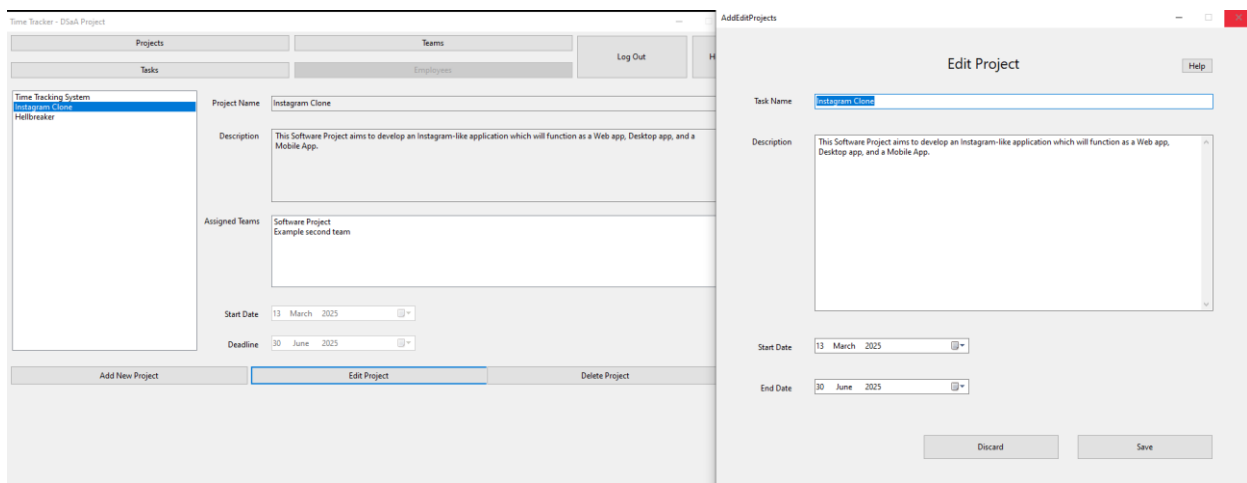 Time Tracker - DSaA Project
Projects
Teams
Log Out
H
Tasks
Employees
Time Tracking System
Instagram Clone
Hellbreaker
Project Name
Instagram Clone
Description
This Software Project aims to develop an Instagram-like application which will function as a Web app, Desktop app, and a
Mobile App.
Assigned Teams
Software Project
Example second team
Start Date
13 March 2025
Deadline
30 June 2025
Add New Project
Edit Project
Delete Project
AddEditProjects
Edit Project
Help
Task Name
Instagram Clone
Description
This Software Project aims to develop an Instagram-like application which will function as a Web app,
Desktop app, and a Mobile App.
Start Date
13 March 2025
End Date
30 June 2025
Discard
Save